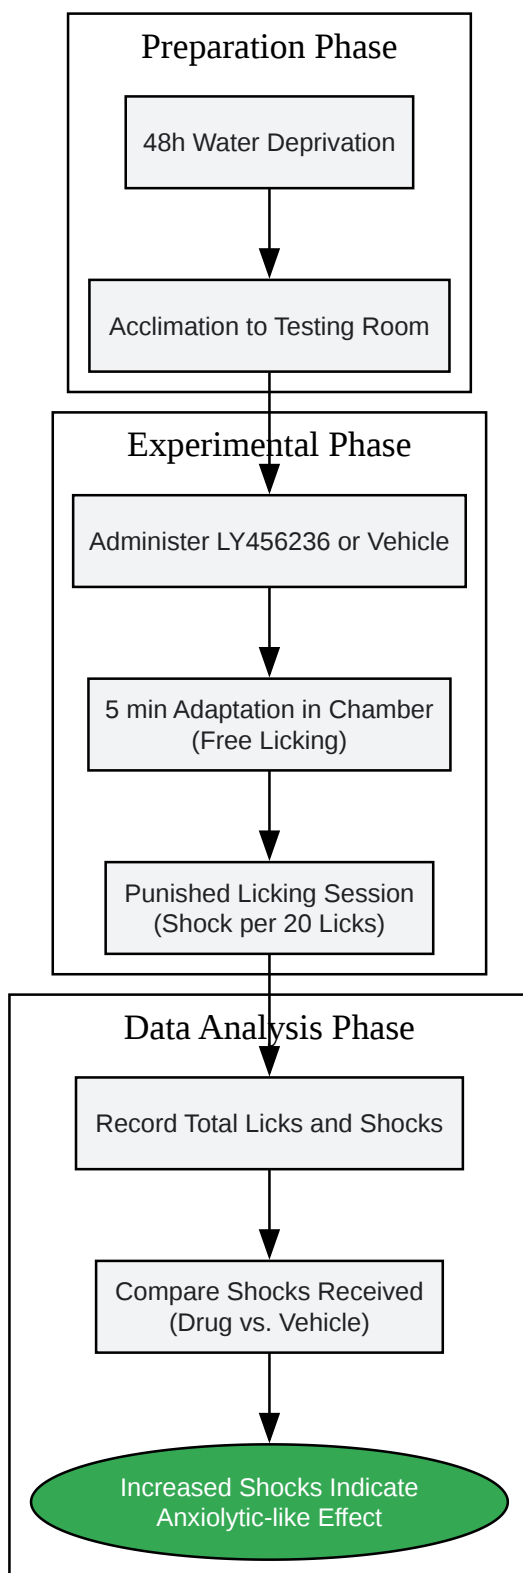 Preparation Phase
48h Water Deprivation
Acclimation to Testing Room
Experimental Phase
Administer LY456236 or Vehicle
5 min Adaptation in Chamber
(Free Licking)
Punished Licking Session
(Shock per 20 Licks)
Data Analysis Phase
Record Total Licks and Shocks
Compare Shocks Received
(Drug vs. Vehicle)
Increased Shocks Indicate
Anxiolytic-like Effect